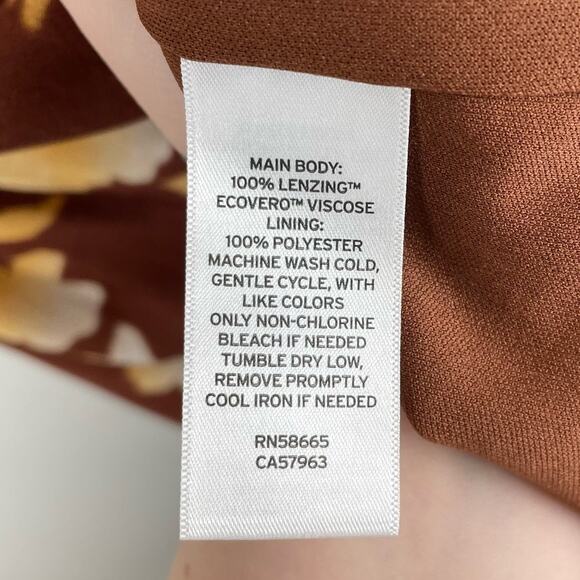 MAIN BODY:
100% LENZING™
ECOVERO™ VISCOSE
LINING:
100% POLYESTER
MACHINE WASH COLD,
GENTLE CYCLE, WITH
LIKE COLORS
ONLY NON-CHLORINE
BLEACH IF NEEDED
TUMBLE DRY LOW,
REMOVE PROMPTLY
COOL IRON IF NEEDED
RN58665
CA57963